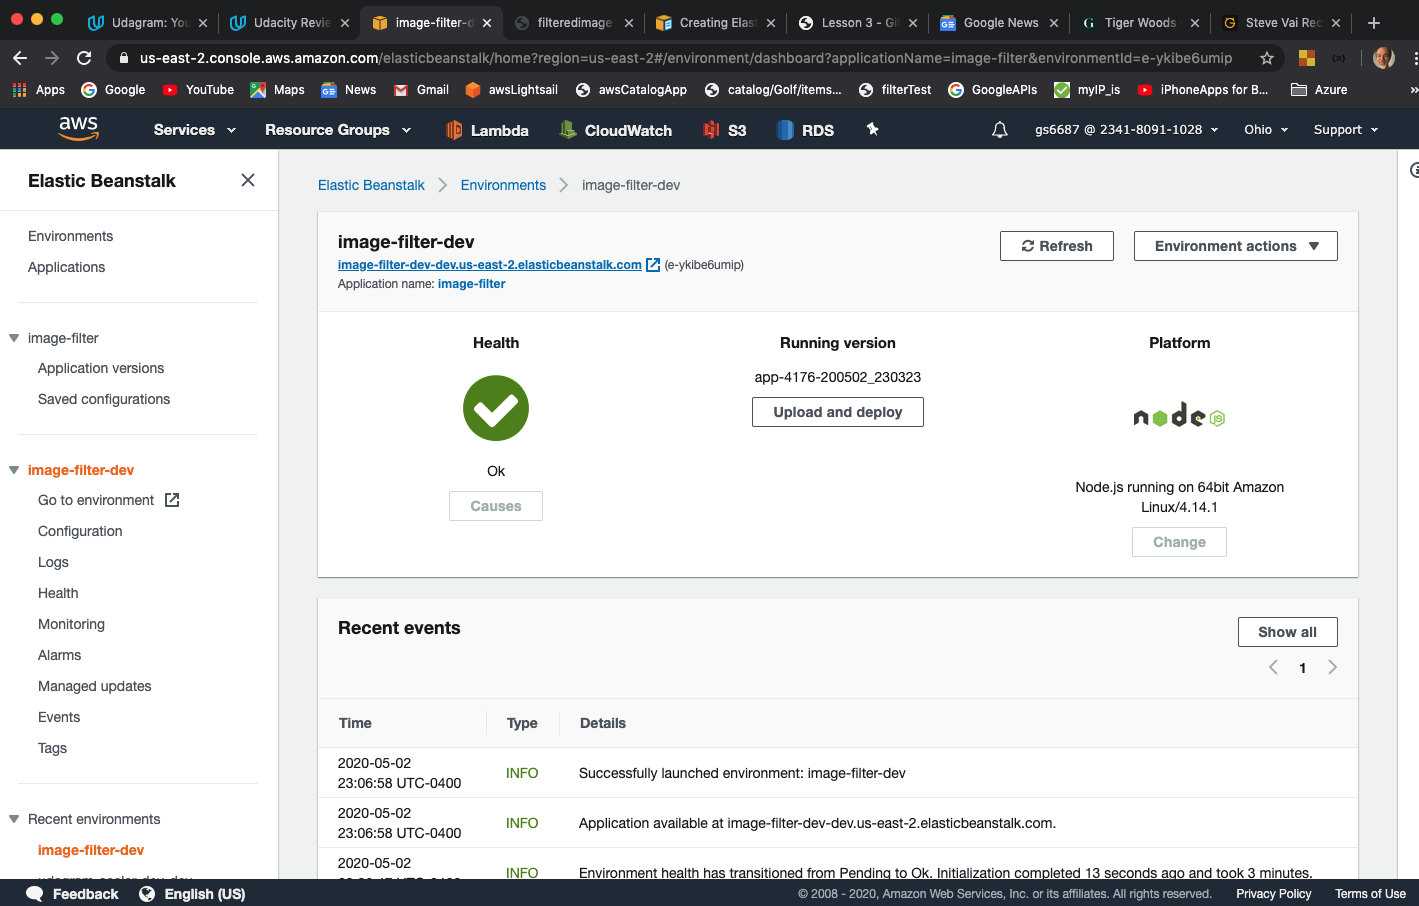 Udagram: You
Udacity Revie
image-filter-d
filteredimage
Creating Elast
Lesson 3 - Gi
Google News
Tiger Woods
Steve Vai Rec
us-east-2.console.aws.amazon.com/elasticbeanstalk/home?region=us-east-2#/environment/dashboard?applicationName=image-filter&environmentId=e-ykibe6umip
Apps Google YouTube Maps News Gmail awsLightsail awsCatalogApp catalog/Golf/items... filterTest GoogleAPIs myIP_is iPhoneApps for B... Azure »
aws Services Resource Groups Lambda CloudWatch S3 RDS gs6687 @ 2341-8091-1028 Ohio Support
Elastic Beanstalk
Environments
Applications
image-filter
Application versions
Saved configurations
image-filter-dev
Go to environment
Configuration
Logs
Health
Monitoring
Alarms
Managed updates
Events
Tags
Recent environments
image-filter-dev
Elastic Beanstalk Environments image-filter-dev
image-filter-dev
image-filter-dev-dev.us-east-2.elasticbeanstalk.com (e-ykibe6umip)
Application name: image-filter
Refresh
Environment actions
Health
Ok
Causes
Running version
app-4176-200502_230323
Upload and deploy
Platform
node JS
Node.js running on 64bit Amazon
Linux/4.14.1
Change
Recent events
Show all
1
Time Type Details
2020-05-02
23:06:58 UTC-0400 INFO Successfully launched environment: image-filter-dev
2020-05-02
23:06:58 UTC-0400 INFO Application available at image-filter-dev-dev.us-east-2.elasticbeanstalk.com.
2020-05-02
INFO Environment health has transitioned from Pending to Ok. Initialization completed 13 seconds ago and took 3 minutes.
Feedback English (US) © 2008 - 2020, Amazon Web Services, Inc. or its affiliates. All rights reserved. Privacy Policy Terms of Use